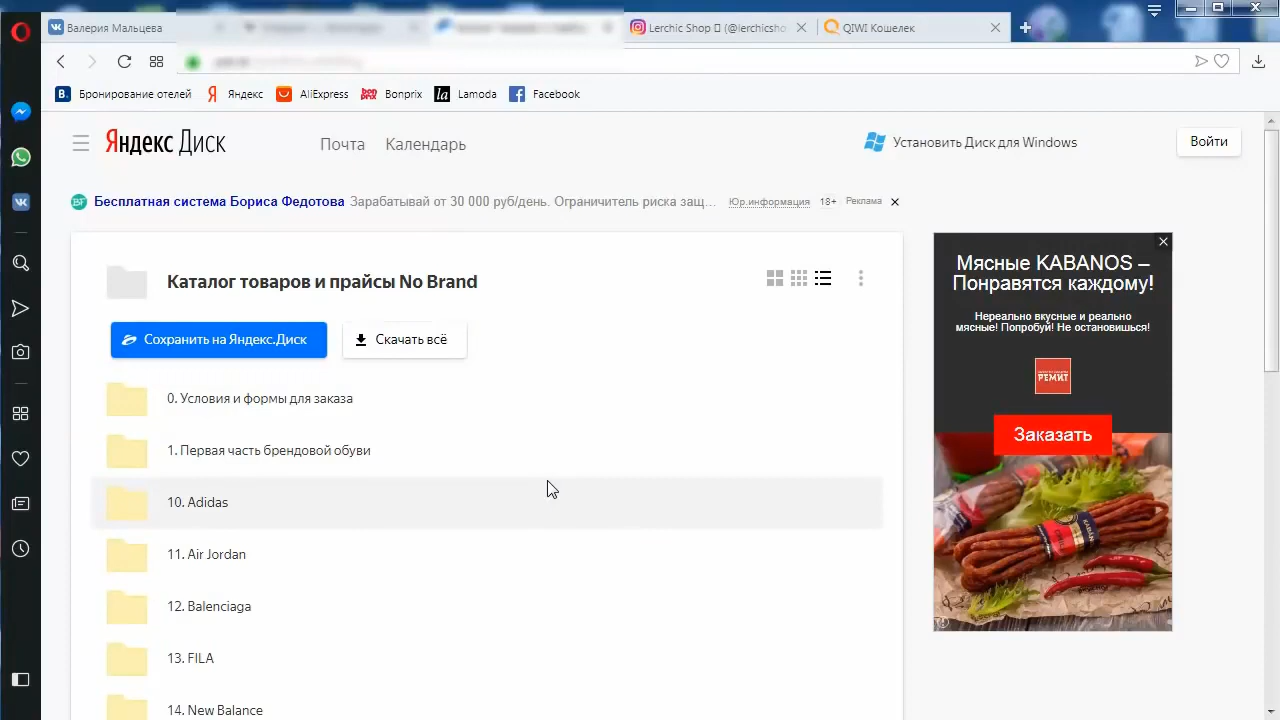 Валерия Мальцева
Lerchic Shop
(@lerchicsho
QIWI Кошелек
Бронирование отелей
Яндекс
AliExpress
Bonprix
Lamoda
Facebook
Яндекс Диск
Почта
Календарь
Установить Диск для Windows
Войти
Бесплатная система Бориса Федотова Зарабатывай от 30 000 руб/день. Ограничитель риска защ...
Юр.информация
18+
Реклама
Каталог товаров и прайсы No Brand
Сохранить на Яндекс.Диск
Скачать всё
0. Условия и формы для заказа
1. Первая часть брендовой обуви
10. Adidas
11. Air Jordan
12. Balenciaga
13. FILA
14. New Balance
Мясные KABANOS –
Понравятся каждому!
Нереально вкусные и реально
мясные! Попробуй! Не остановишься!
РЕМИТ
Заказать